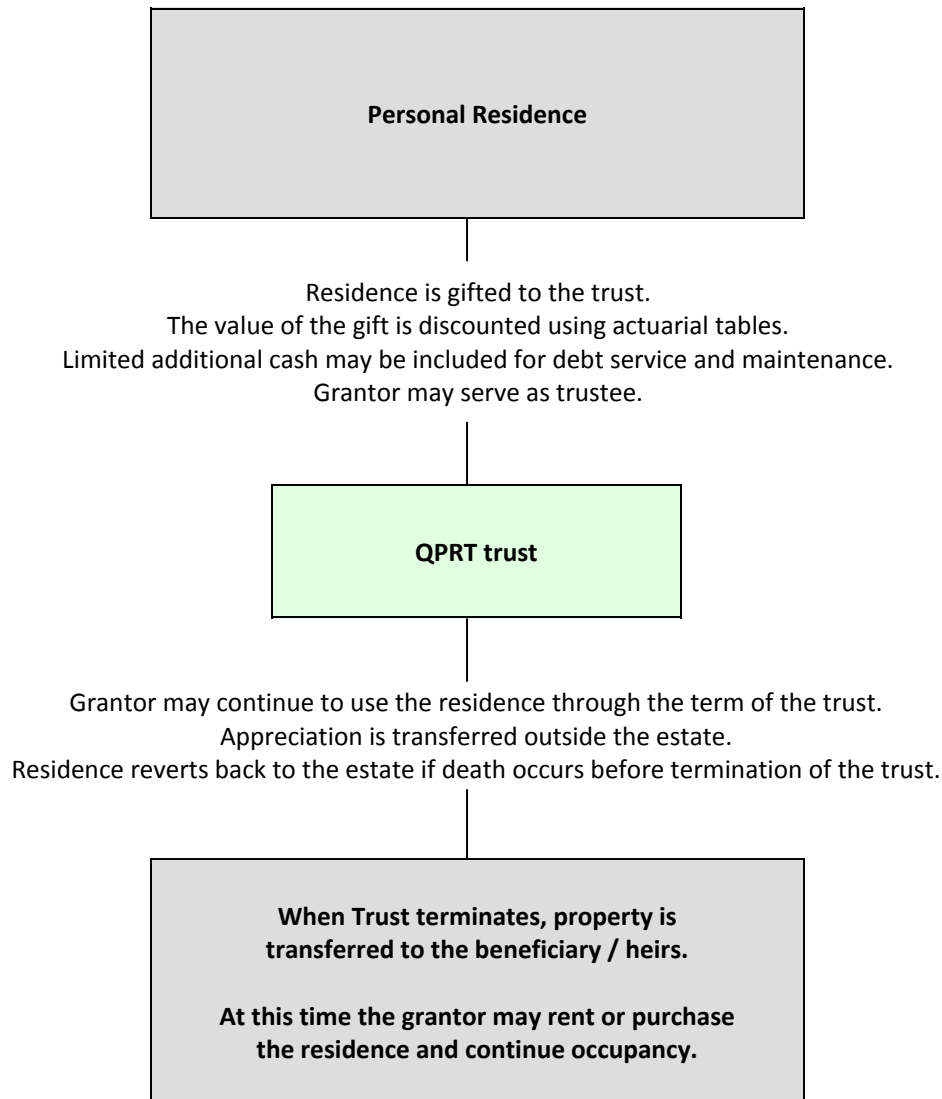 Personal Residence
Residence is gifted to the trust.
The value of the gift is discounted using actuarial tables.
Limited additional cash may be included for debt service and maintenance.
Grantor may serve as trustee.
QPRT trust
Grantor may continue to use the residence through the term of the trust.
Appreciation is transferred outside the estate.
Residence reverts back to the estate if death occurs before termination of the trust.
When Trust terminates, property is
transferred to the beneficiary / heirs.
At this time the grantor may rent or purchase
the residence and continue occupancy.